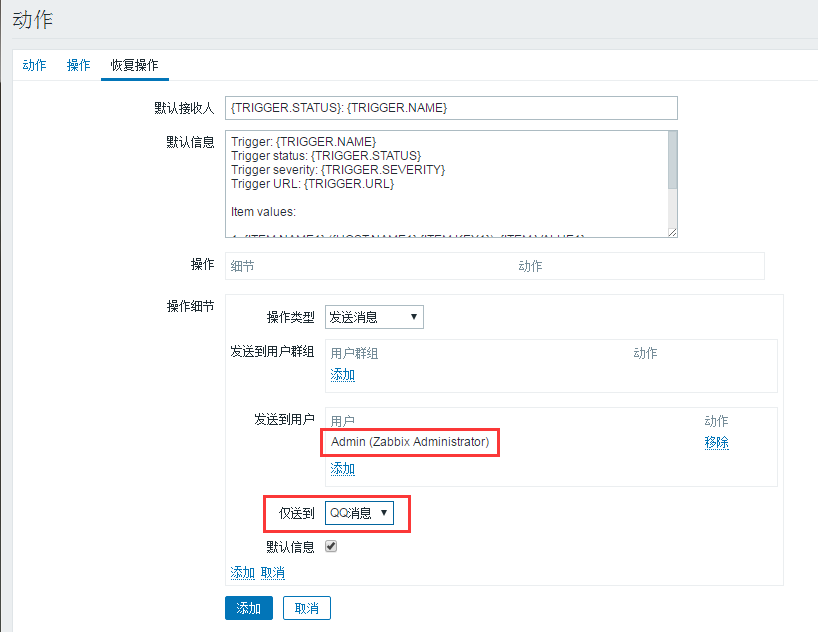 动作
动作 操作 恢复操作
默认接收人 {TRIGGER.STATUS}: {TRIGGER.NAME}
默认信息 Trigger: {TRIGGER.NAME}
Trigger status: {TRIGGER.STATUS}
Trigger severity: {TRIGGER.SEVERITY}
Trigger URL: {TRIGGER.URL}
Item values:
操作 细节 动作
操作细节
操作类型 发送消息
发送到用户群组 用户群组 动作
添加
发送到用户 用户 动作
Admin (Zabbix Administrator) 移除
添加
仅送到 QQ消息
默认信息
添加 取消
添加 取消